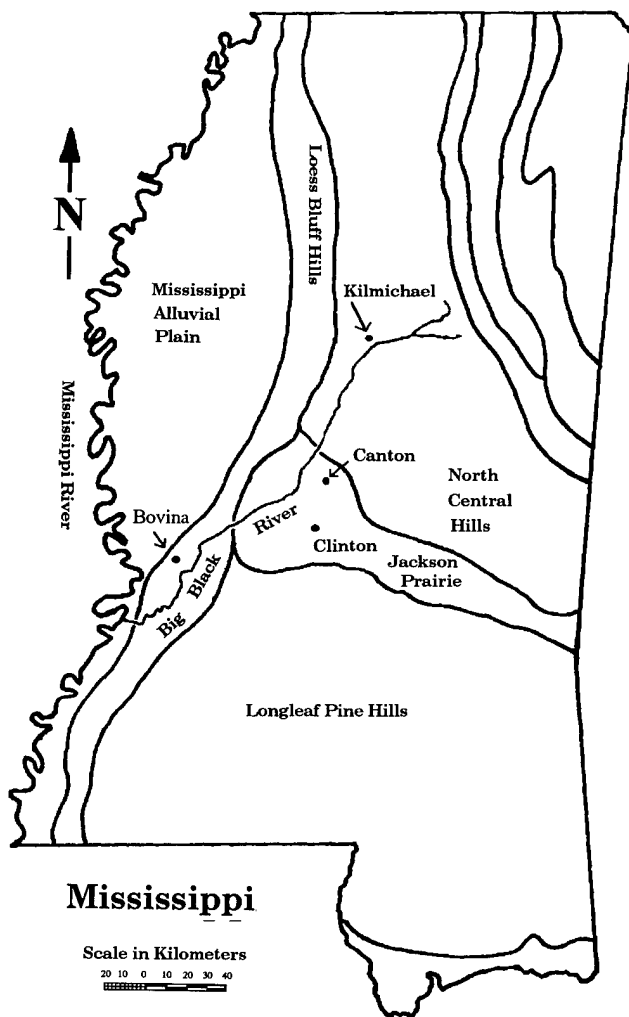 Loess Bluff Hills
N
Kilmichael
Mississippi
Alluvial
Plain
Mississippi River
Canton
North
Central
Hills
Bovina
River
Clinton
Jackson
Prairie
Black
Big
Longleaf Pine Hills
Mississippi
Scale in Kilometers
20 10 0 10 20 30 40